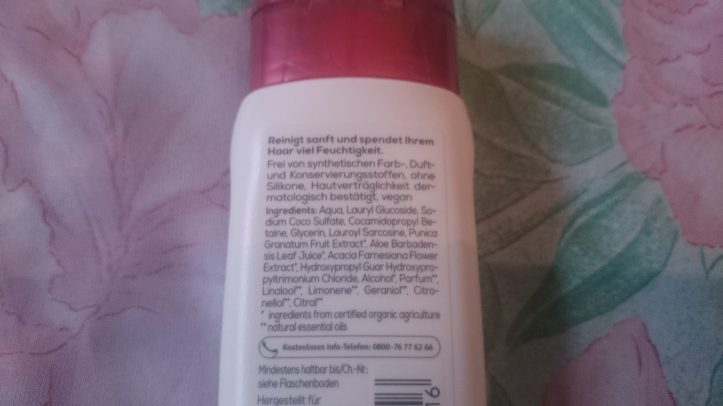 Reinigt sanft und spendet Ihrem
Haar viel Feuchtigkeit.
Frei von synthetischen Farb-, Duft-
und Konservierungsstoffen, ohne
Silikone, Hautverträglichkeit der-
matologisch bestätigt, vegan
Ingredients: Aqua, Lauryl Glucoside, So-
dium Coco Sulfate, Cocamidopropyl Be-
taine, Glycerin, Lauroyl Sarcosine, Punica
Granatum Fruit Extract*, Aloe Barbaden-
sis Leaf Juice*, Acacia Farnesiana Flower
Extract*, Hydroxypropyl Guar Hydroxypro-
pyltrimonium Chloride, Alcohol*, Parfum**,
Linalool**, Limonene**, Geraniol**, Citro-
nellol**, Citral**
* ingredients from certified organic agriculture
** natural essential oils
Kostenloses Info-Telefon: 0800-76 77 62 66
Mindestens haltbar bis/Ch.-Nr.:
siehe Flaschenboden
Hergestellt für